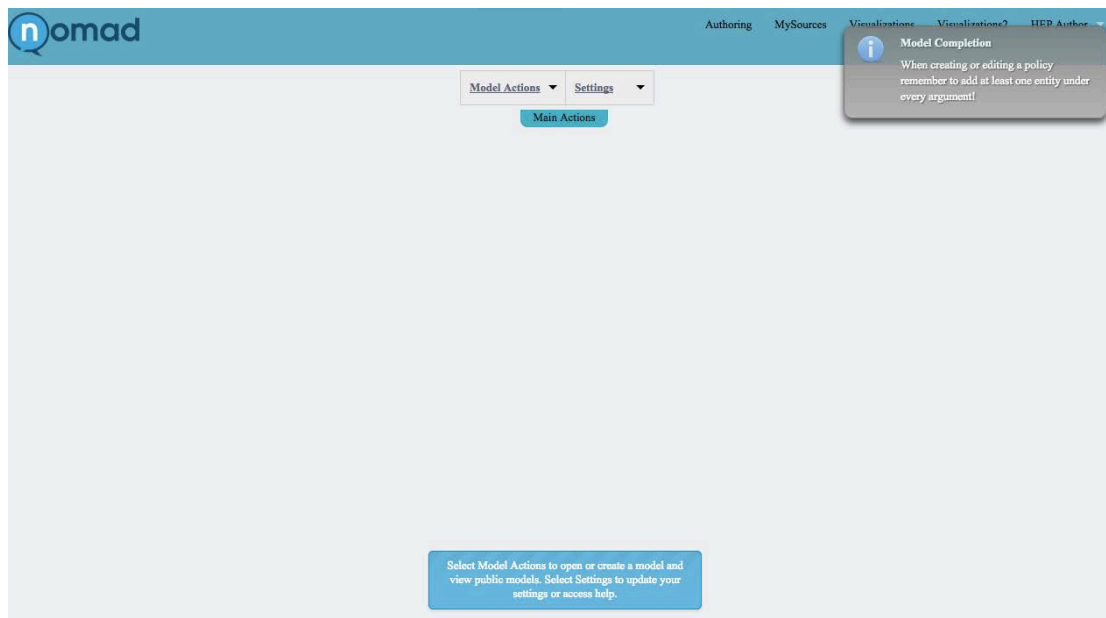 nomad
Authoring MySources Visualizations Visualizations2 HEP Author
Model Completion
When creating or editing a policy
remember to add at least one entity under
every argument!
Model Actions Settings
Main Actions
Select Model Actions to open or create a model and
view public models. Select Settings to update your
settings or access help.